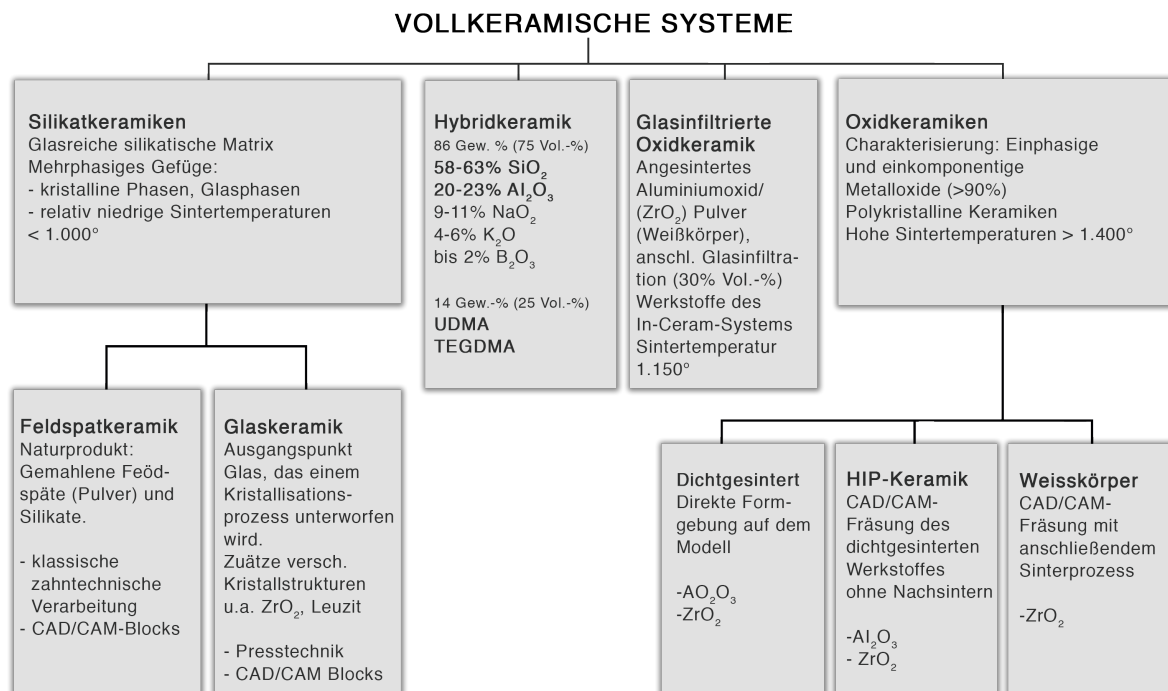 VOLLKERAMISCHE SYSTEME
Silikatkeramiken
Glasreiche silikatische Matrix
Mehrphasiges Gefüge:
- kristalline Phasen, Glasphasen
- relativ niedrige Sintertemperaturen
< 1.000°
Hybridkeramik
86 Gew. % (75 Vol.-%)
58-63% SiO₂
20-23% Al₂O₃
9-11% NaO₂
4-6% K₂O
bis 2% B₂O₃
14 Gew.-% (25 Vol.-%)
UDMA
TEGDMA
Glasinfiltrierte
Oxidkeramik
Angesintertes
Aluminiumoxid/
(ZrO₂) Pulver
(Weißkörper),
anschl. Glasinfiltra-
tion (30% Vol.-%)
Werkstoffe des
In-Ceram-Systems
Sintertemperatur
1.150°
Oxidkeramiken
Charakterisierung: Einphasige
und einkomponentige
Metalloxide (>90%)
Polykristalline Keramiken
Hohe Sintertemperaturen > 1.400°
Feldspatkeramik
Naturprodukt:
Gemahlene Feöd-
späte (Pulver) und
Silikate.
- klassische
zahntechnische
Verarbeitung
- CAD/CAM-Blocks
Glaskeramik
Ausgangspunkt
Glas, das einem
Kristallisations-
prozess unterworfen
wird.
Zuätze versch.
Kristallstrukturen
u.a. ZrO₂, Leuzit
- Presstechnik
- CAD/CAM Blocks
Dichtgesintert
Direkte Form-
gebung auf dem
Modell
-AO₂O₃
-ZrO₂
HIP-Keramik
CAD/CAM-
Fräsung des
dichtgesinterten
Werkstoffes
ohne Nachsintern
-Al₂O₃
- ZrO₂
Weisskörper
CAD/CAM-
Fräsung mit
anschließendem
Sinterprozess
-ZrO₂